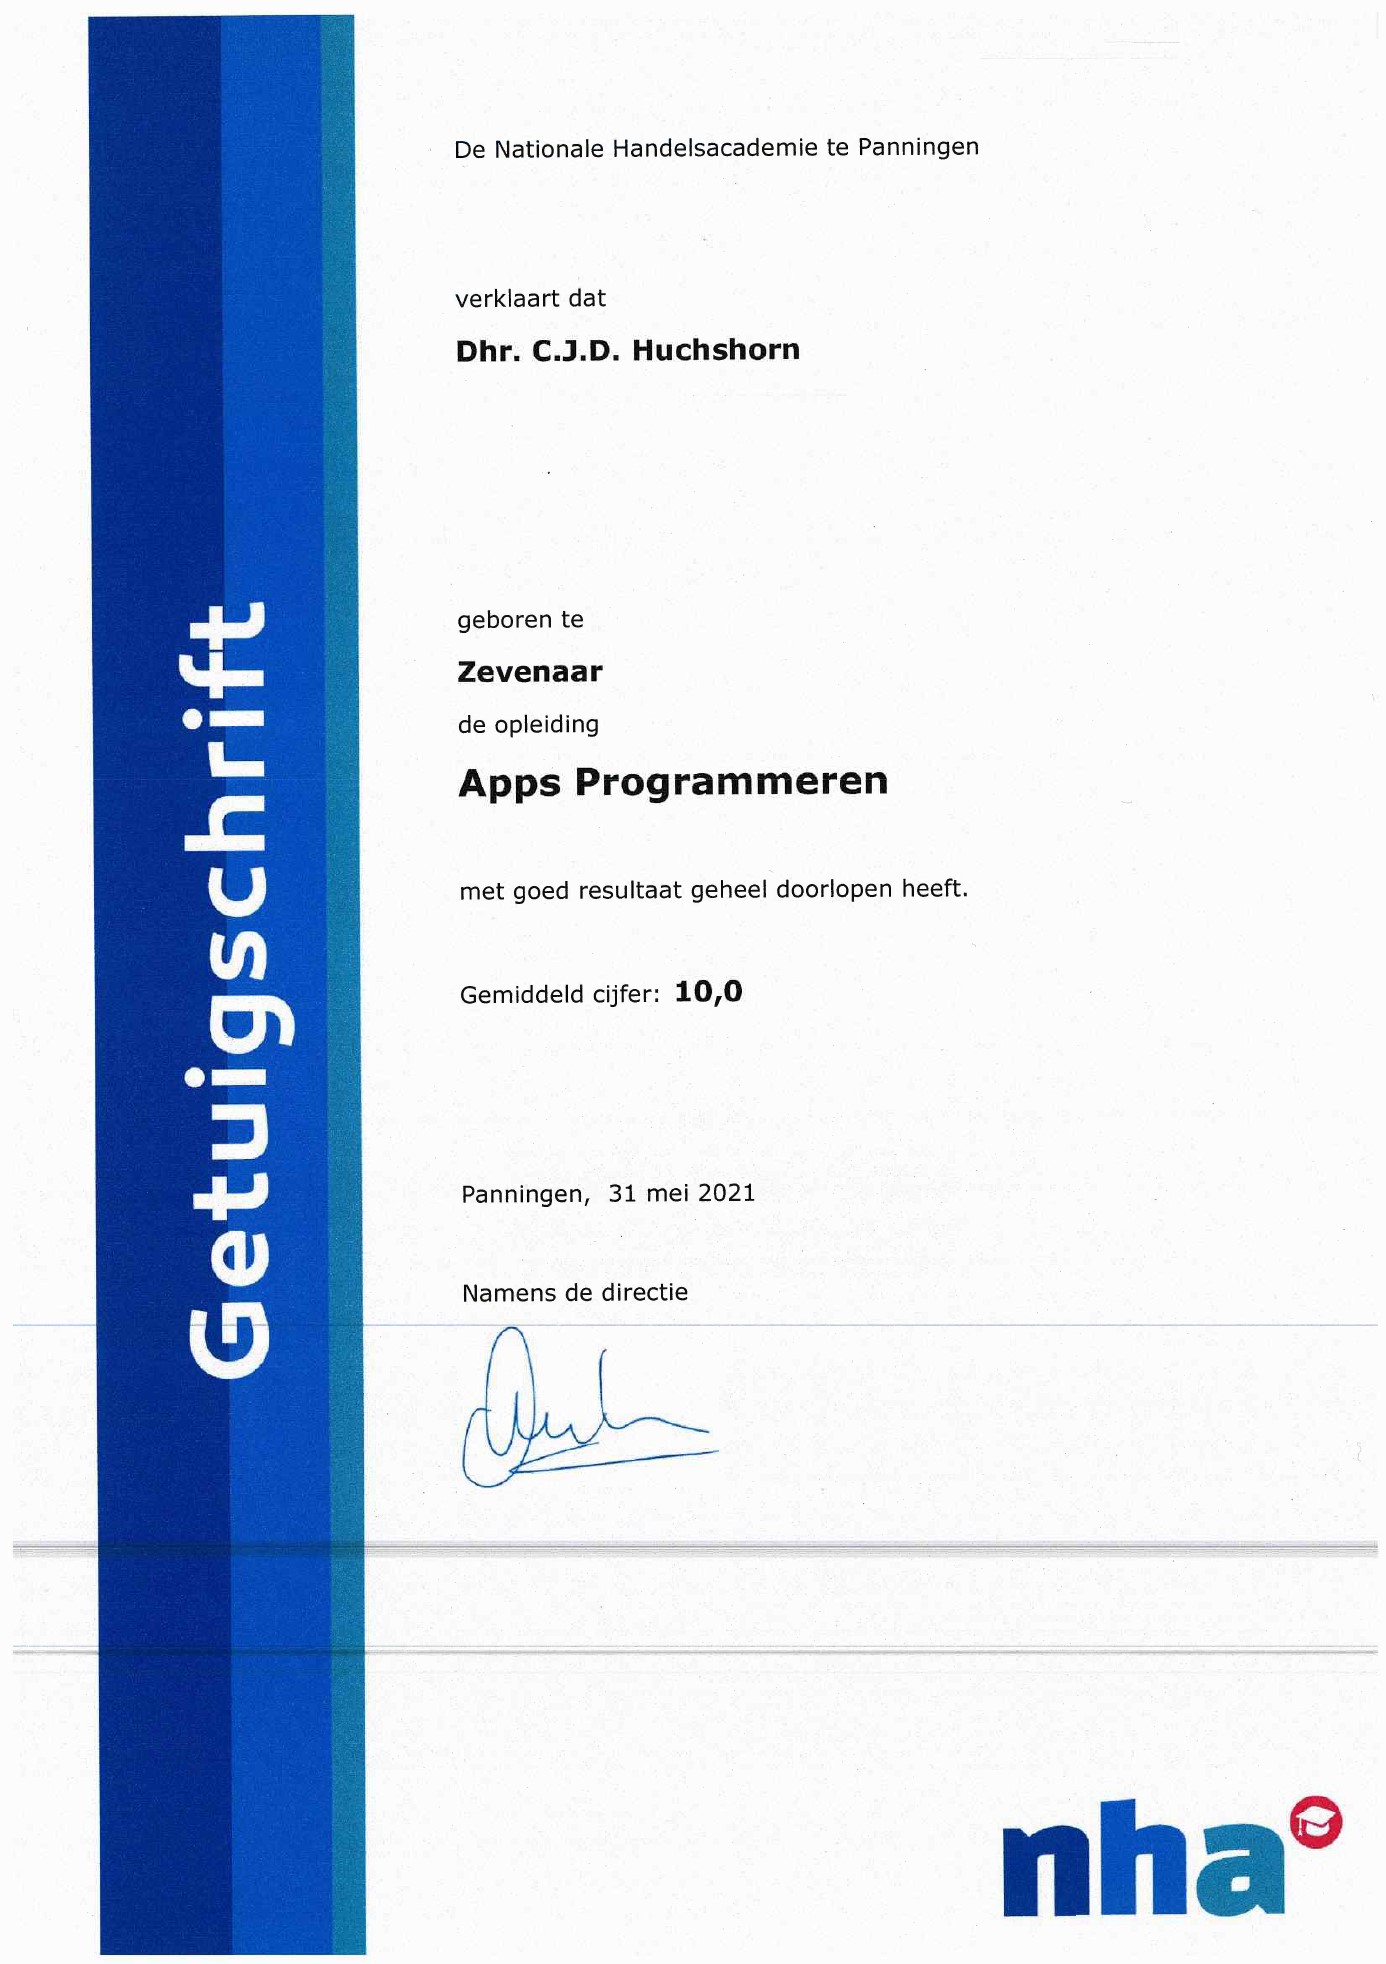 De Nationale Handelsacademie te Panningen
verklaart dat
Dhr. C.J.D. Huchshorn
geboren te
Zevenaar
de opleiding
Apps Programmeren
met goed resultaat geheel doorlopen heeft.
Gemiddeld cijfer: 10,0
Panningen, 31 mei 2021
Namens de directie
Getuigschrift
nha